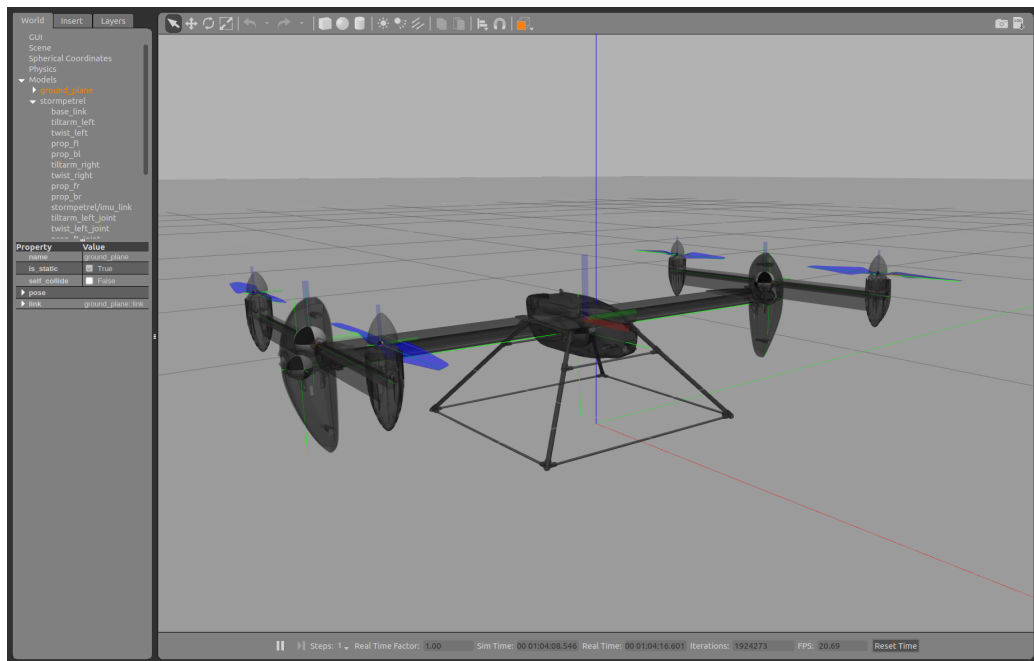 World Insert Layers
GUI
Scene
Spherical Coordinates
Physics
Models
ground_plane
stormpetrel
base_link
tiltarm_left
twist_left
prop_fl
prop_bl
tiltarm_right
twist_right
prop_fr
prop_br
stormpetrel/imu_link
tiltarm_left_joint
twist_left_joint
Property Value
name ground_plane
is_static True
self_collide False
pose
link ground_plane::link
Steps: 1 Real Time Factor: 1.00 Sim Time: 00 01:04:08.546 Real Time: 00 01:04:16.601 Iterations: 1924273 FPS: 20.69 Reset Time